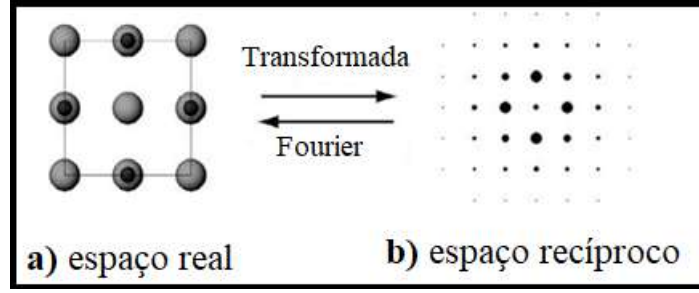 Transformada
Fourier
a) espaço real
b) espaço recíproco